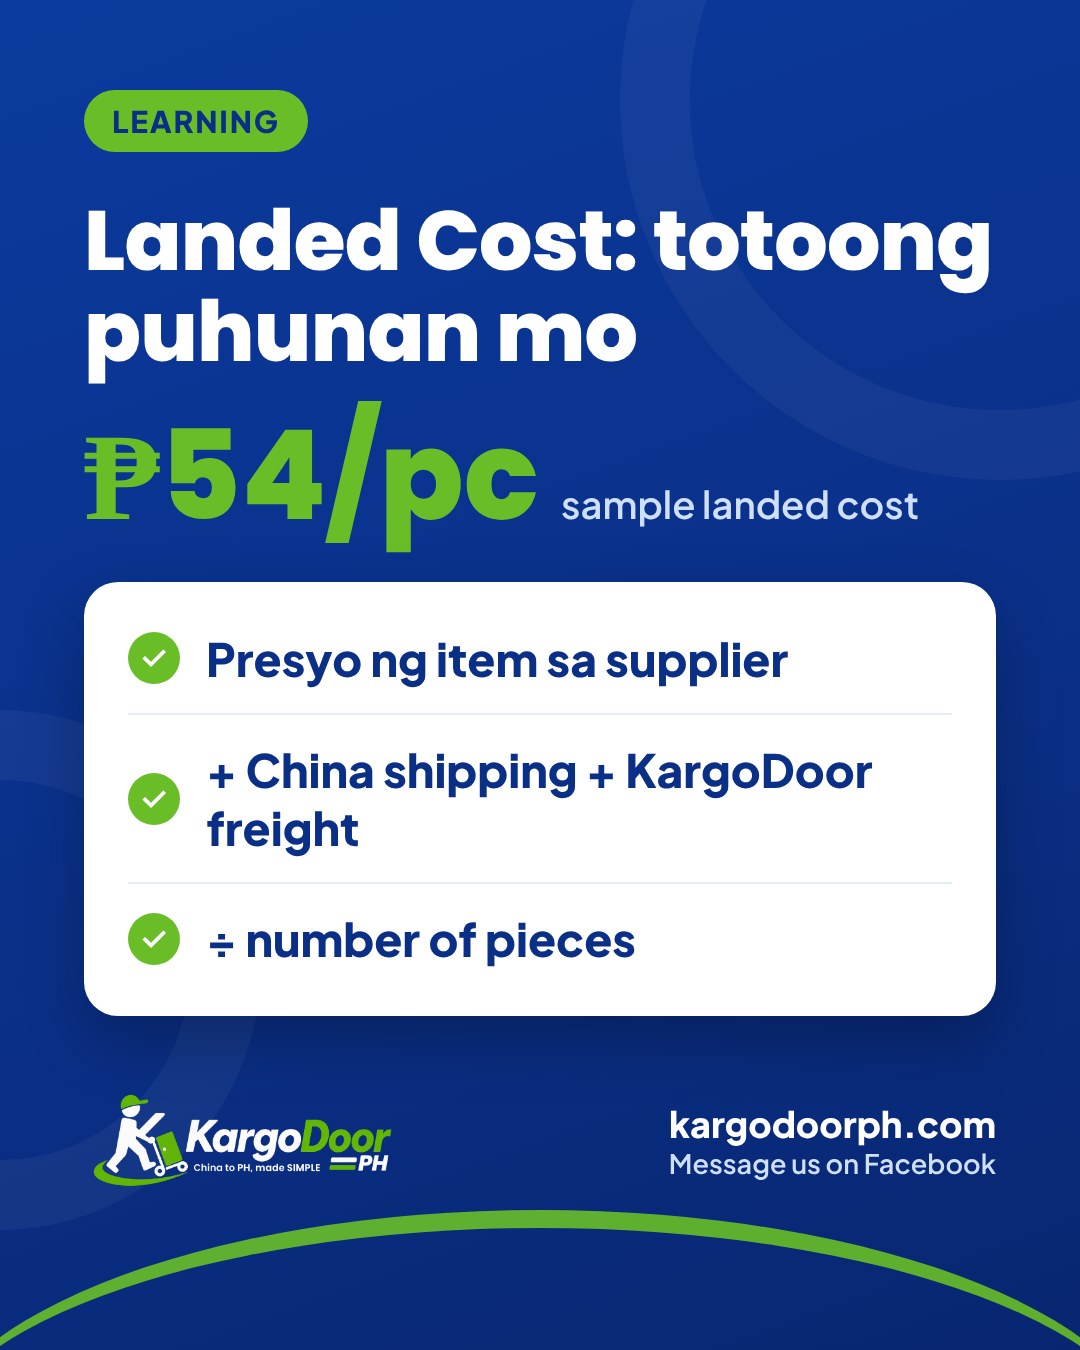 LEARNING
Landed Cost: totoong
puhunan mo
₱54/pc sample landed cost
Presyo ng item sa supplier
+ China shipping + KargoDoor
freight
÷ number of pieces
KargoDoor
China to PH, made SIMPLE PH
kargodoorph.com
Message us on Facebook